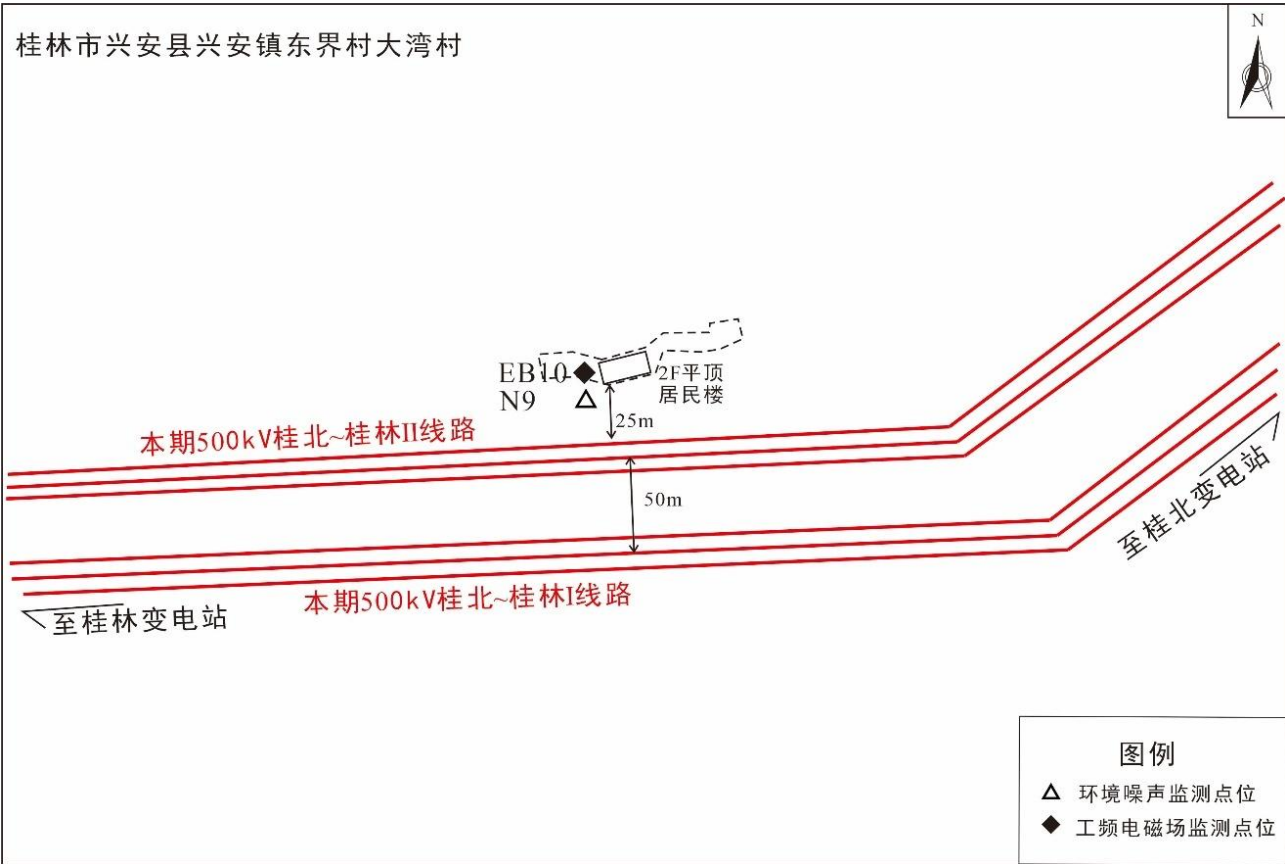 桂林市兴安县兴安镇东界村大湾村
N
EB10
2F平顶
居民楼
N9
25m
本期500kV桂北~桂林II线路
50m
至桂北变电站
本期500kV桂北~桂林I线路
至桂林变电站
图例
环境噪声监测点位
工频电磁场监测点位